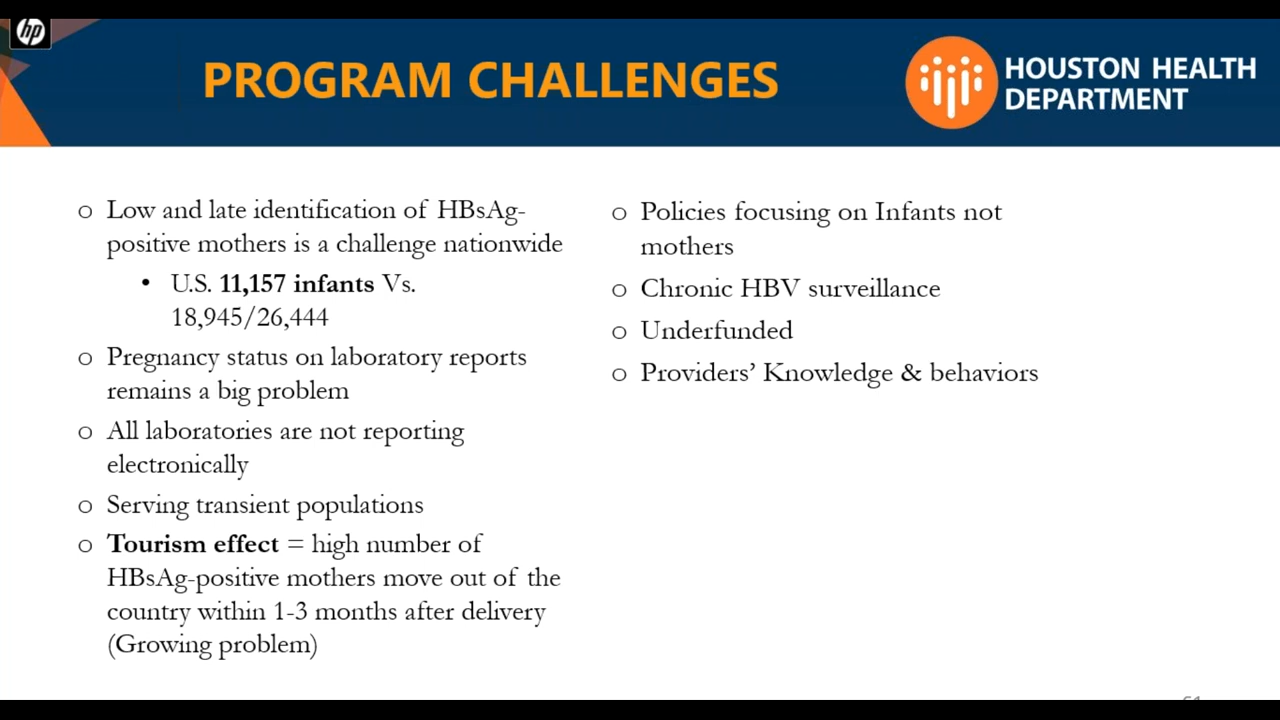 hp
PROGRAM CHALLENGES
HOUSTON HEALTH
DEPARTMENT
o Low and late identification of HBsAg-
positive mothers is a challenge nationwide
• U.S. 11,157 infants Vs.
18,945/26,444
o Pregnancy status on laboratory reports
remains a big problem
o All laboratories are not reporting
electronically
o Serving transient populations
o Tourism effect = high number of
HBsAg-positive mothers move out of the
country within 1-3 months after delivery
(Growing problem)
o Policies focusing on Infants not
mothers
o Chronic HBV surveillance
o Underfunded
o Providers’ Knowledge & behaviors